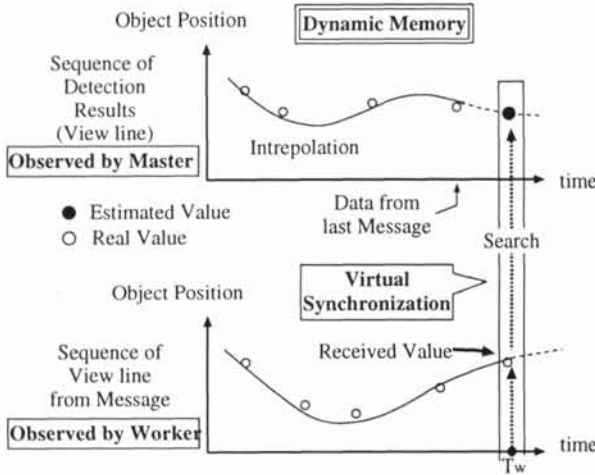 Object Position
Dynamic Memory
Sequence of
Detection
Results
(View line)
Observed by Master
Intrepolation
time
Data from
last Message
Estimated Value
Real Value
Search
Virtual
Synchronization
Object Position
Received Value
Sequence of
View line
from Message
Observed by Worker
time
Tw